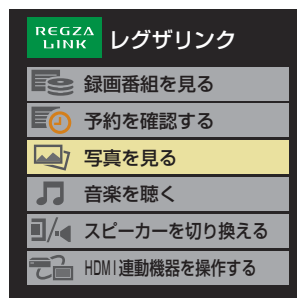 REGZA
LINK
レグザリンク
録画番組を見る
予約を確認する
写真を見る
音楽を聴く
スピーカーを切り換える
HDMI連動機器を操作する